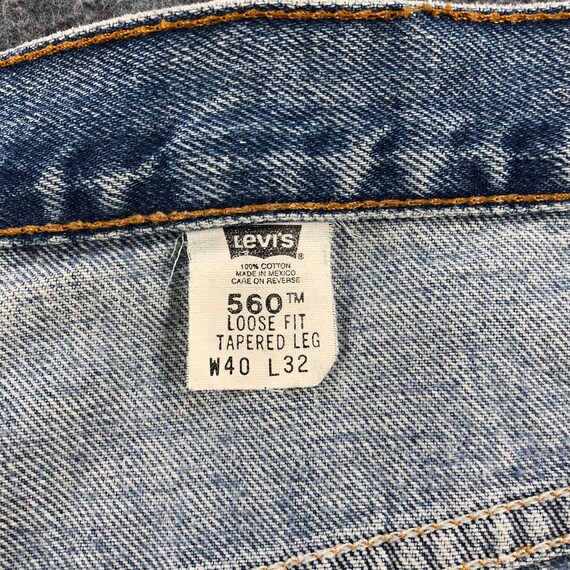 LEVI'S ®
100% COTTON
MADE IN MEXICO
CARE ON REVERSE
560™
LOOSE FIT
TAPERED LEG
W40 L32